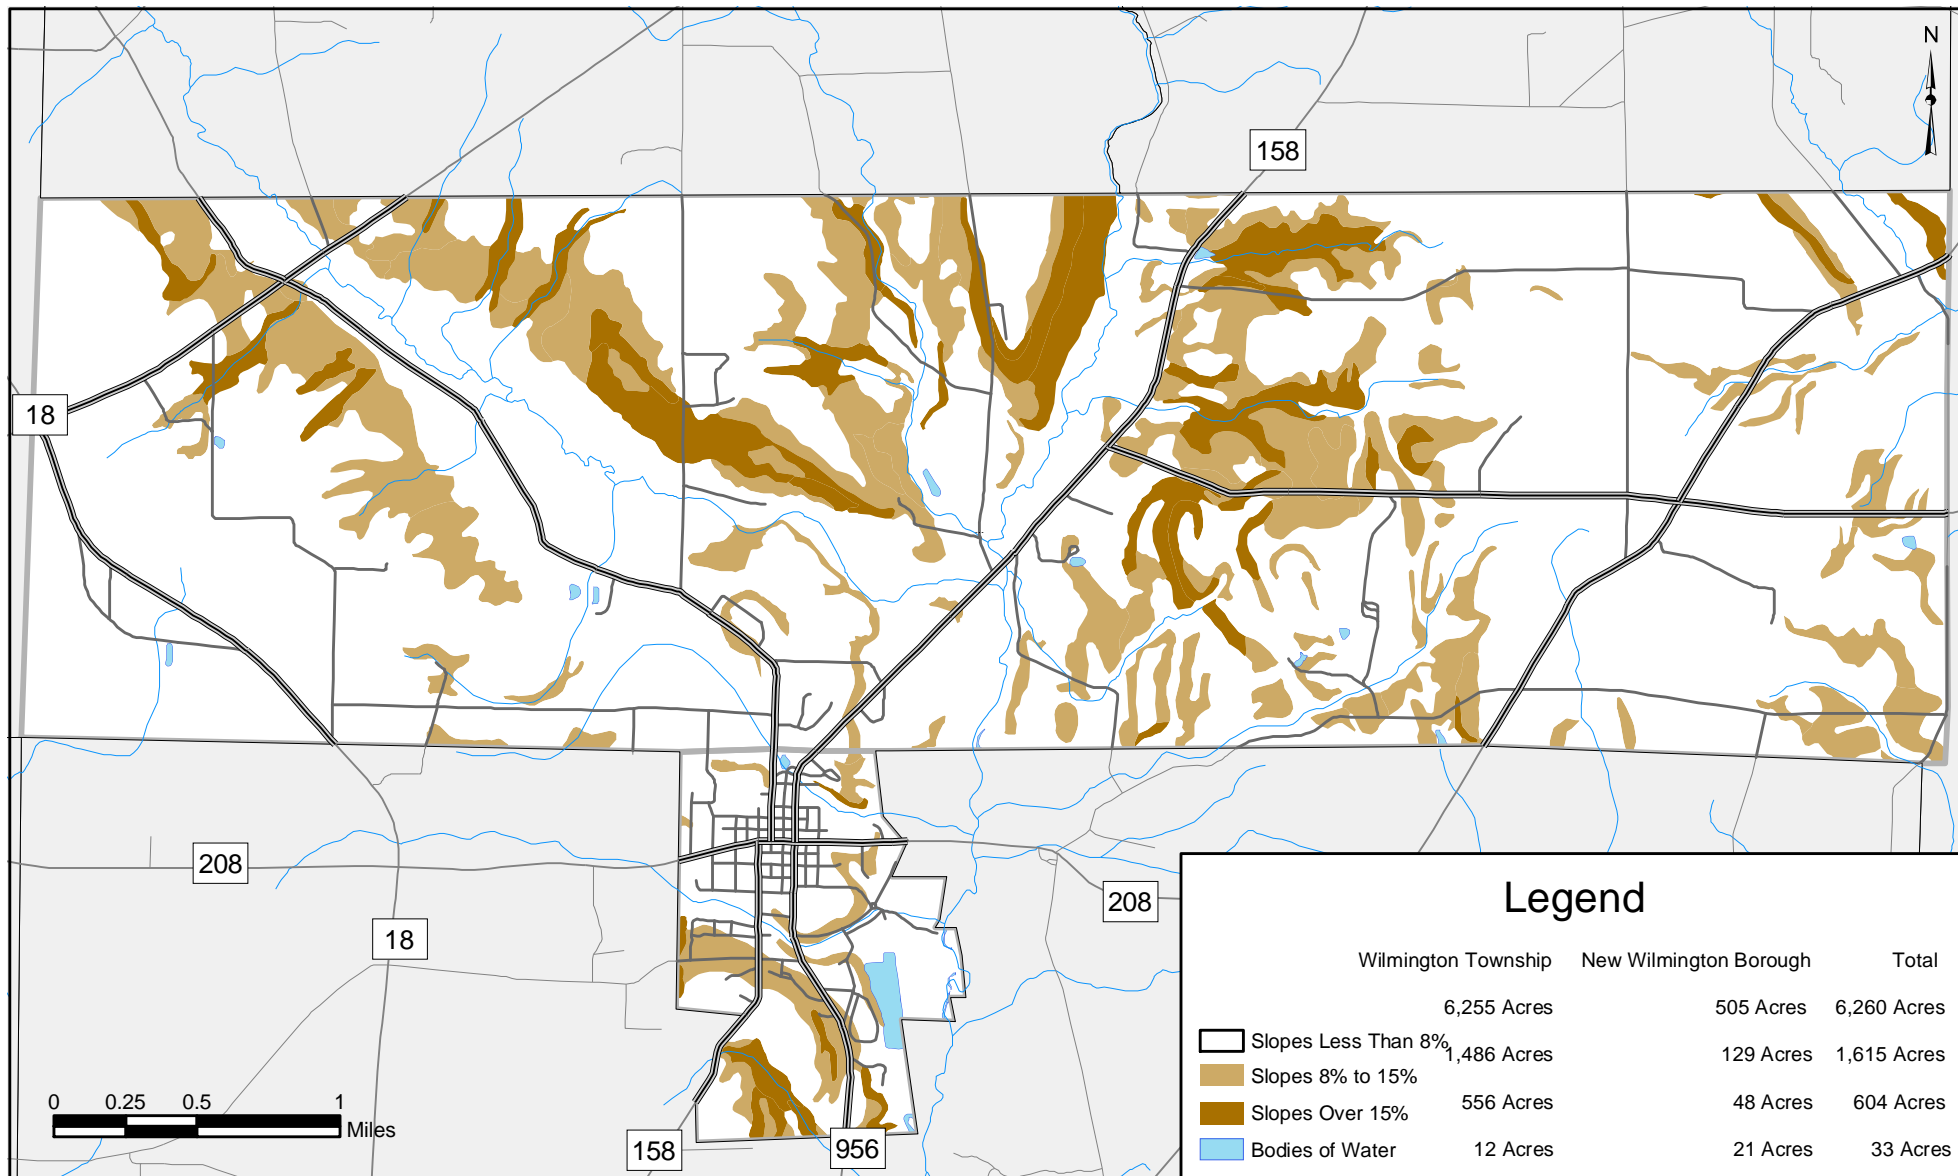 N
158
18
208
18
208
158
956
0 0.25 0.5 1
Miles
Legend
Wilmington Township New Wilmington Borough Total
6,255 Acres 505 Acres 6,260 Acres
Slopes Less Than 8%
1,486 Acres 129 Acres 1,615 Acres
Slopes 8% to 15%
Slopes Over 15% 556 Acres 48 Acres 604 Acres
Bodies of Water 12 Acres 21 Acres 33 Acres